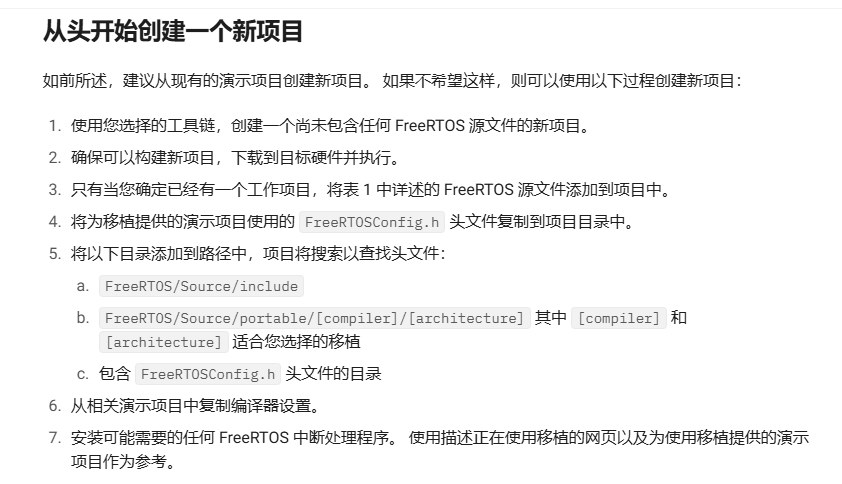 从头开始创建一个新项目
如前所述，建议从现有的演示项目创建新项目。 如果不希望这样，则可以使用以下过程创建新项目：
1. 使用您选择的工具链，创建一个尚未包含任何 FreeRTOS 源文件的新项目。
2. 确保可以构建新项目，下载到目标硬件并执行。
3. 只有当您确定已经有一个工作项目，将表 1 中详述的 FreeRTOS 源文件添加到项目中。
4. 将为移植提供的演示项目使用的 FreeRTOSConfig.h 头文件复制到项目目录中。
5. 将以下目录添加到路径中，项目将搜索以查找头文件：
a. FreeRTOS/Source/include
b. FreeRTOS/Source/portable/[compiler]/[architecture] 其中 [compiler] 和
[architecture] 适合您选择的移植
c. 包含 FreeRTOSConfig.h 头文件的目录
6. 从相关演示项目中复制编译器设置。
7. 安装可能需要的任何 FreeRTOS 中断处理程序。 使用描述正在使用移植的网页以及为使用移植提供的演示
项目作为参考。